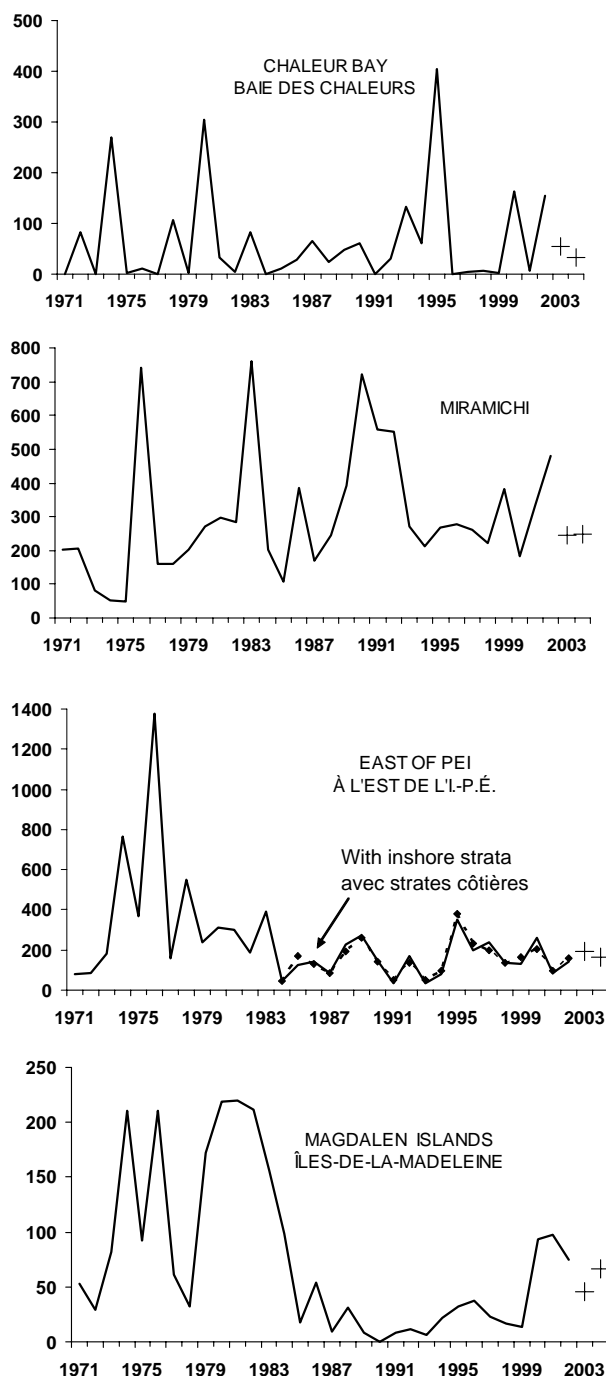 500
CHALEUR BAY
BAIE DES CHALEURS
400
300
200
100
0
1971 1975 1979 1983 1987 1991 1995 1999 2003
800
700
MIRAMICHI
600
500
400
300
200
100
0
1971 1975 1979 1983 1987 1991 1995 1999 2003
1400
1200
EAST OF PEI
À L'EST DE L'I.-P.É.
1000
800
With inshore strata
avec strates côtières
600
400
200
0
1971 1975 1979 1983 1987 1991 1995 1999 2003
250
200
MAGDALEN ISLANDS
ÎLES-DE-LA-MADELEINE
150
100
50
0
1971 1975 1979 1983 1987 1991 1995 1999 2003